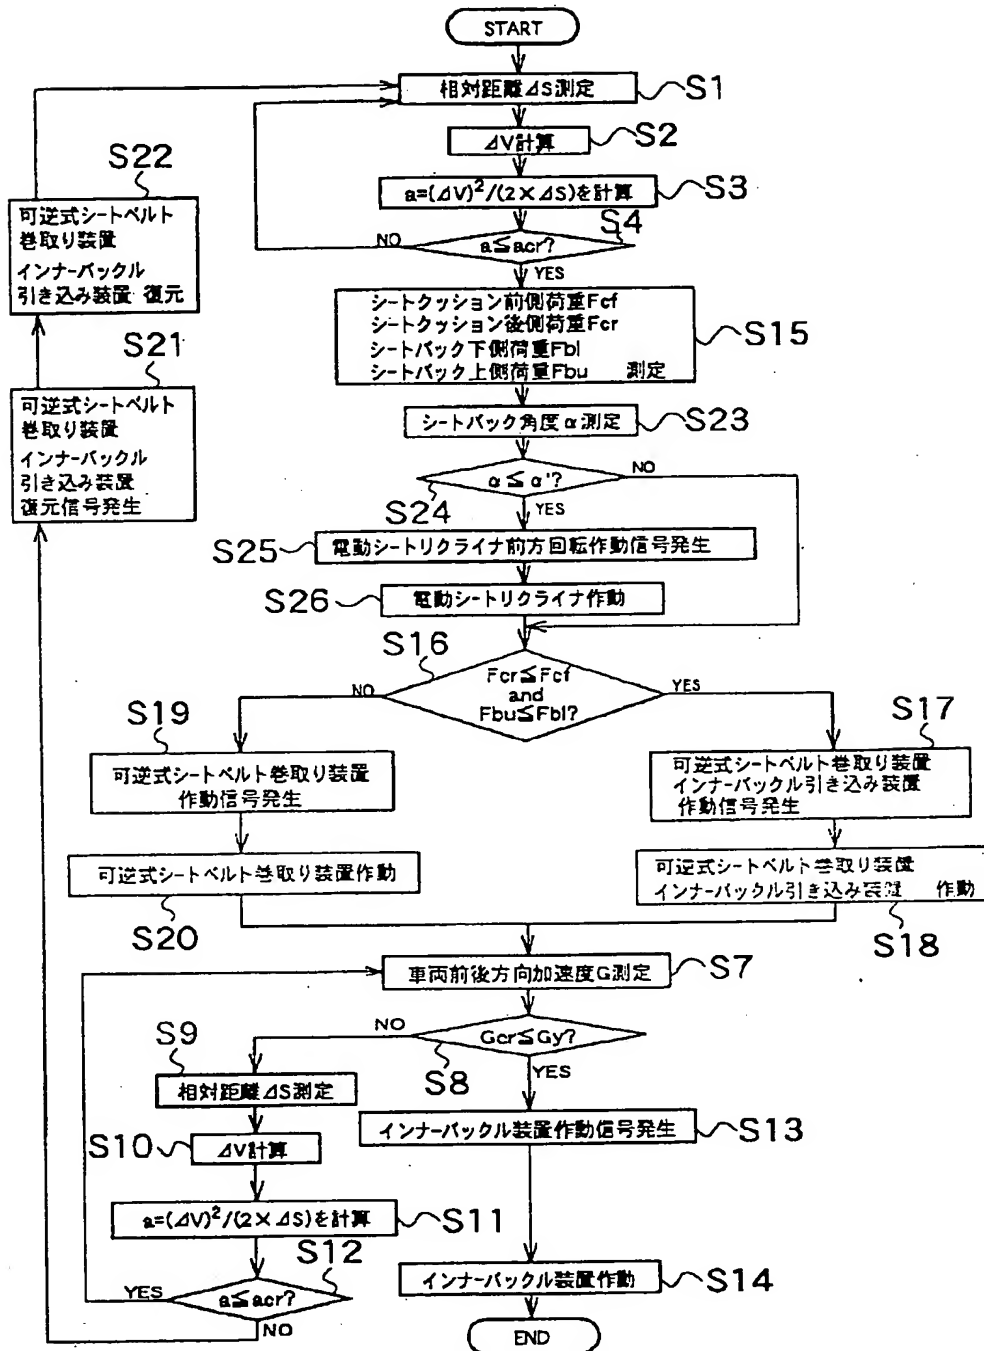 START
相対距離⊿S測定
S1
⊿V計算
S2
a=(⊿V)²/(2×⊿S)を計算
S3
a≦acr?
S4
NO
YES
シートクッション前側荷重Fcf
シートクッション後側荷重Fcr
シートバック下側荷重Fbl
シートバック上側荷重Fbu 測定
S15
シートバック角度α測定
S23
α≦α'?
NO
S24
YES
S25
電動シートリクライナ前方回転作動信号発生
S26
電動シートリクライナ作動
S16
Fcr≦Fcf
and
Fbu≦Fbl?
NO
YES
S19
可逆式シートベルト巻取り装置
作動信号発生
S17
可逆式シートベルト巻取り装置
インナーバックル引き込み装置
作動信号発生
可逆式シートベルト巻取り装置作動
S20
可逆式シートベルト巻取り装置
インナーバックル引き込み装置 作動
S18
車両前後方向加速度G測定
S7
Gcr≦Gy?
NO
S8
YES
S9
相対距離⊿S測定
S10
⊿V計算
a=(⊿V)²/(2×⊿S)を計算
S11
S12
a≦acr?
YES
NO
インナーバックル装置作動信号発生
S13
インナーバックル装置作動
S14
END
S21
可逆式シートベルト
巻取り装置
インナーバックル
引き込み装置
復元信号発生
S22
可逆式シートベルト
巻取り装置
インナーバックル
引き込み装置 復元